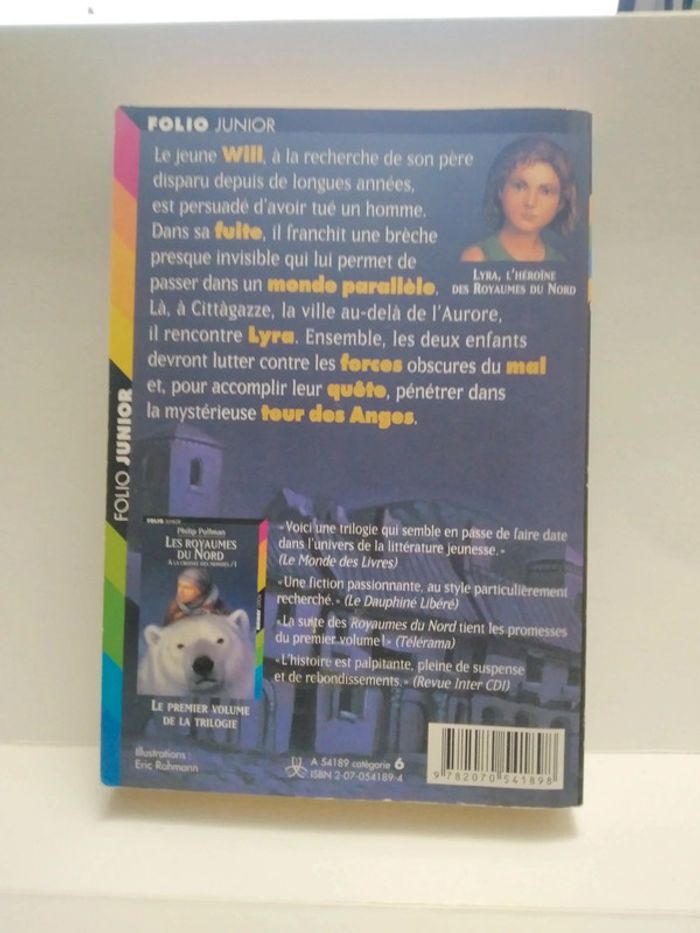 FOLIO JUNIOR
Le jeune Will, à la recherche de son père
disparu depuis de longues années,
est persuadé d'avoir tué un homme.
Dans sa fuite, il franchit une brèche
presque invisible qui lui permet de
passer dans un monde parallèle.
Là, à Cittàgazze, la ville au-delà de l'Aurore,
il rencontre Lyra. Ensemble, les deux enfants
devront lutter contre les forces obscures du mal
et, pour accomplir leur quête, pénétrer dans
la mystérieuse tour des Anges.
LYRA, L'HÉROÏNE
DES ROYAUMES DU NORD
FOLIO JUNIOR
FOLIO JUNIOR
Philip Pullman
LES ROYAUMES
DU NORD
À LA CROISÉE DES MONDES/I
LE PREMIER VOLUME
DE LA TRILOGIE
«Voici une trilogie qui semble en passe de faire date
dans l'univers de la littérature jeunesse.»
(Le Monde des Livres)
«Une fiction passionnante, au style particulièrement
recherché.» (Le Dauphiné Libéré)
«La suite des Royaumes du Nord tient les promesses
du premier volume!» (Télérama)
«L'histoire est palpitante, pleine de suspense
et de rebondissements.» (Revue Inter CDI)
Illustrations :
Eric Rohmann
A 54189 catégorie 6
ISBN 2-07-054189-4
9 782070 541898